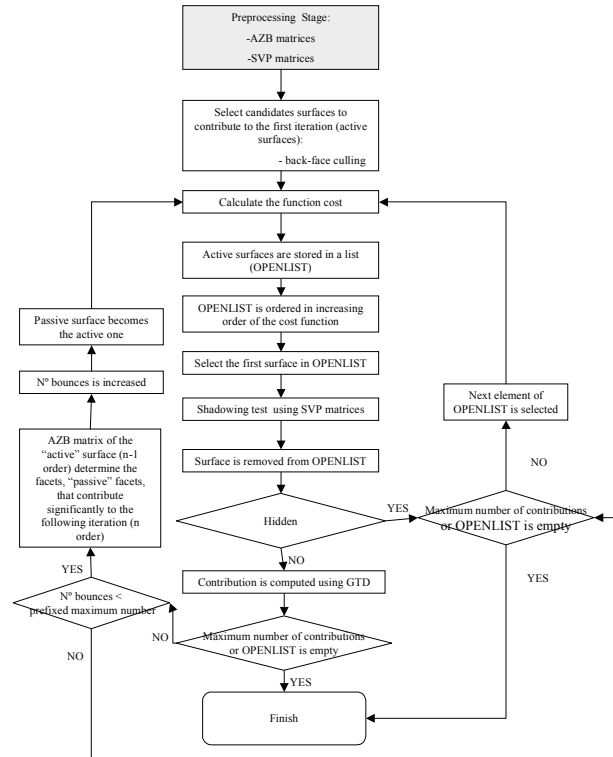 Preprocessing Stage:
-AZB matrices
-SVP matrices
Select candidates surfaces to
contribute to the first iteration (active
surfaces):
- back-face culling
Calculate the function cost
Active surfaces are stored in a list
(OPENLIST)
OPENLIST is ordered in increasing
order of the cost function
Select the first surface in OPENLIST
Shadowing test using SVP matrices
Surface is removed from OPENLIST
Hidden
YES
NO
Contribution is computed using GTD
Maximum number of contributions
or OPENLIST is empty
NO
YES
Finish
Passive surface becomes
the active one
Nº bounces is increased
AZB matrix of the
“active” surface (n-1
order) determine the
facets, “passive” facets,
that contribute
significantly to the
following iteration (n
order)
YES
Nº bounces <
prefixed maximum number
NO
Next element of
OPENLIST is selected
NO
Maximum number of contributions
or OPENLIST is empty
YES